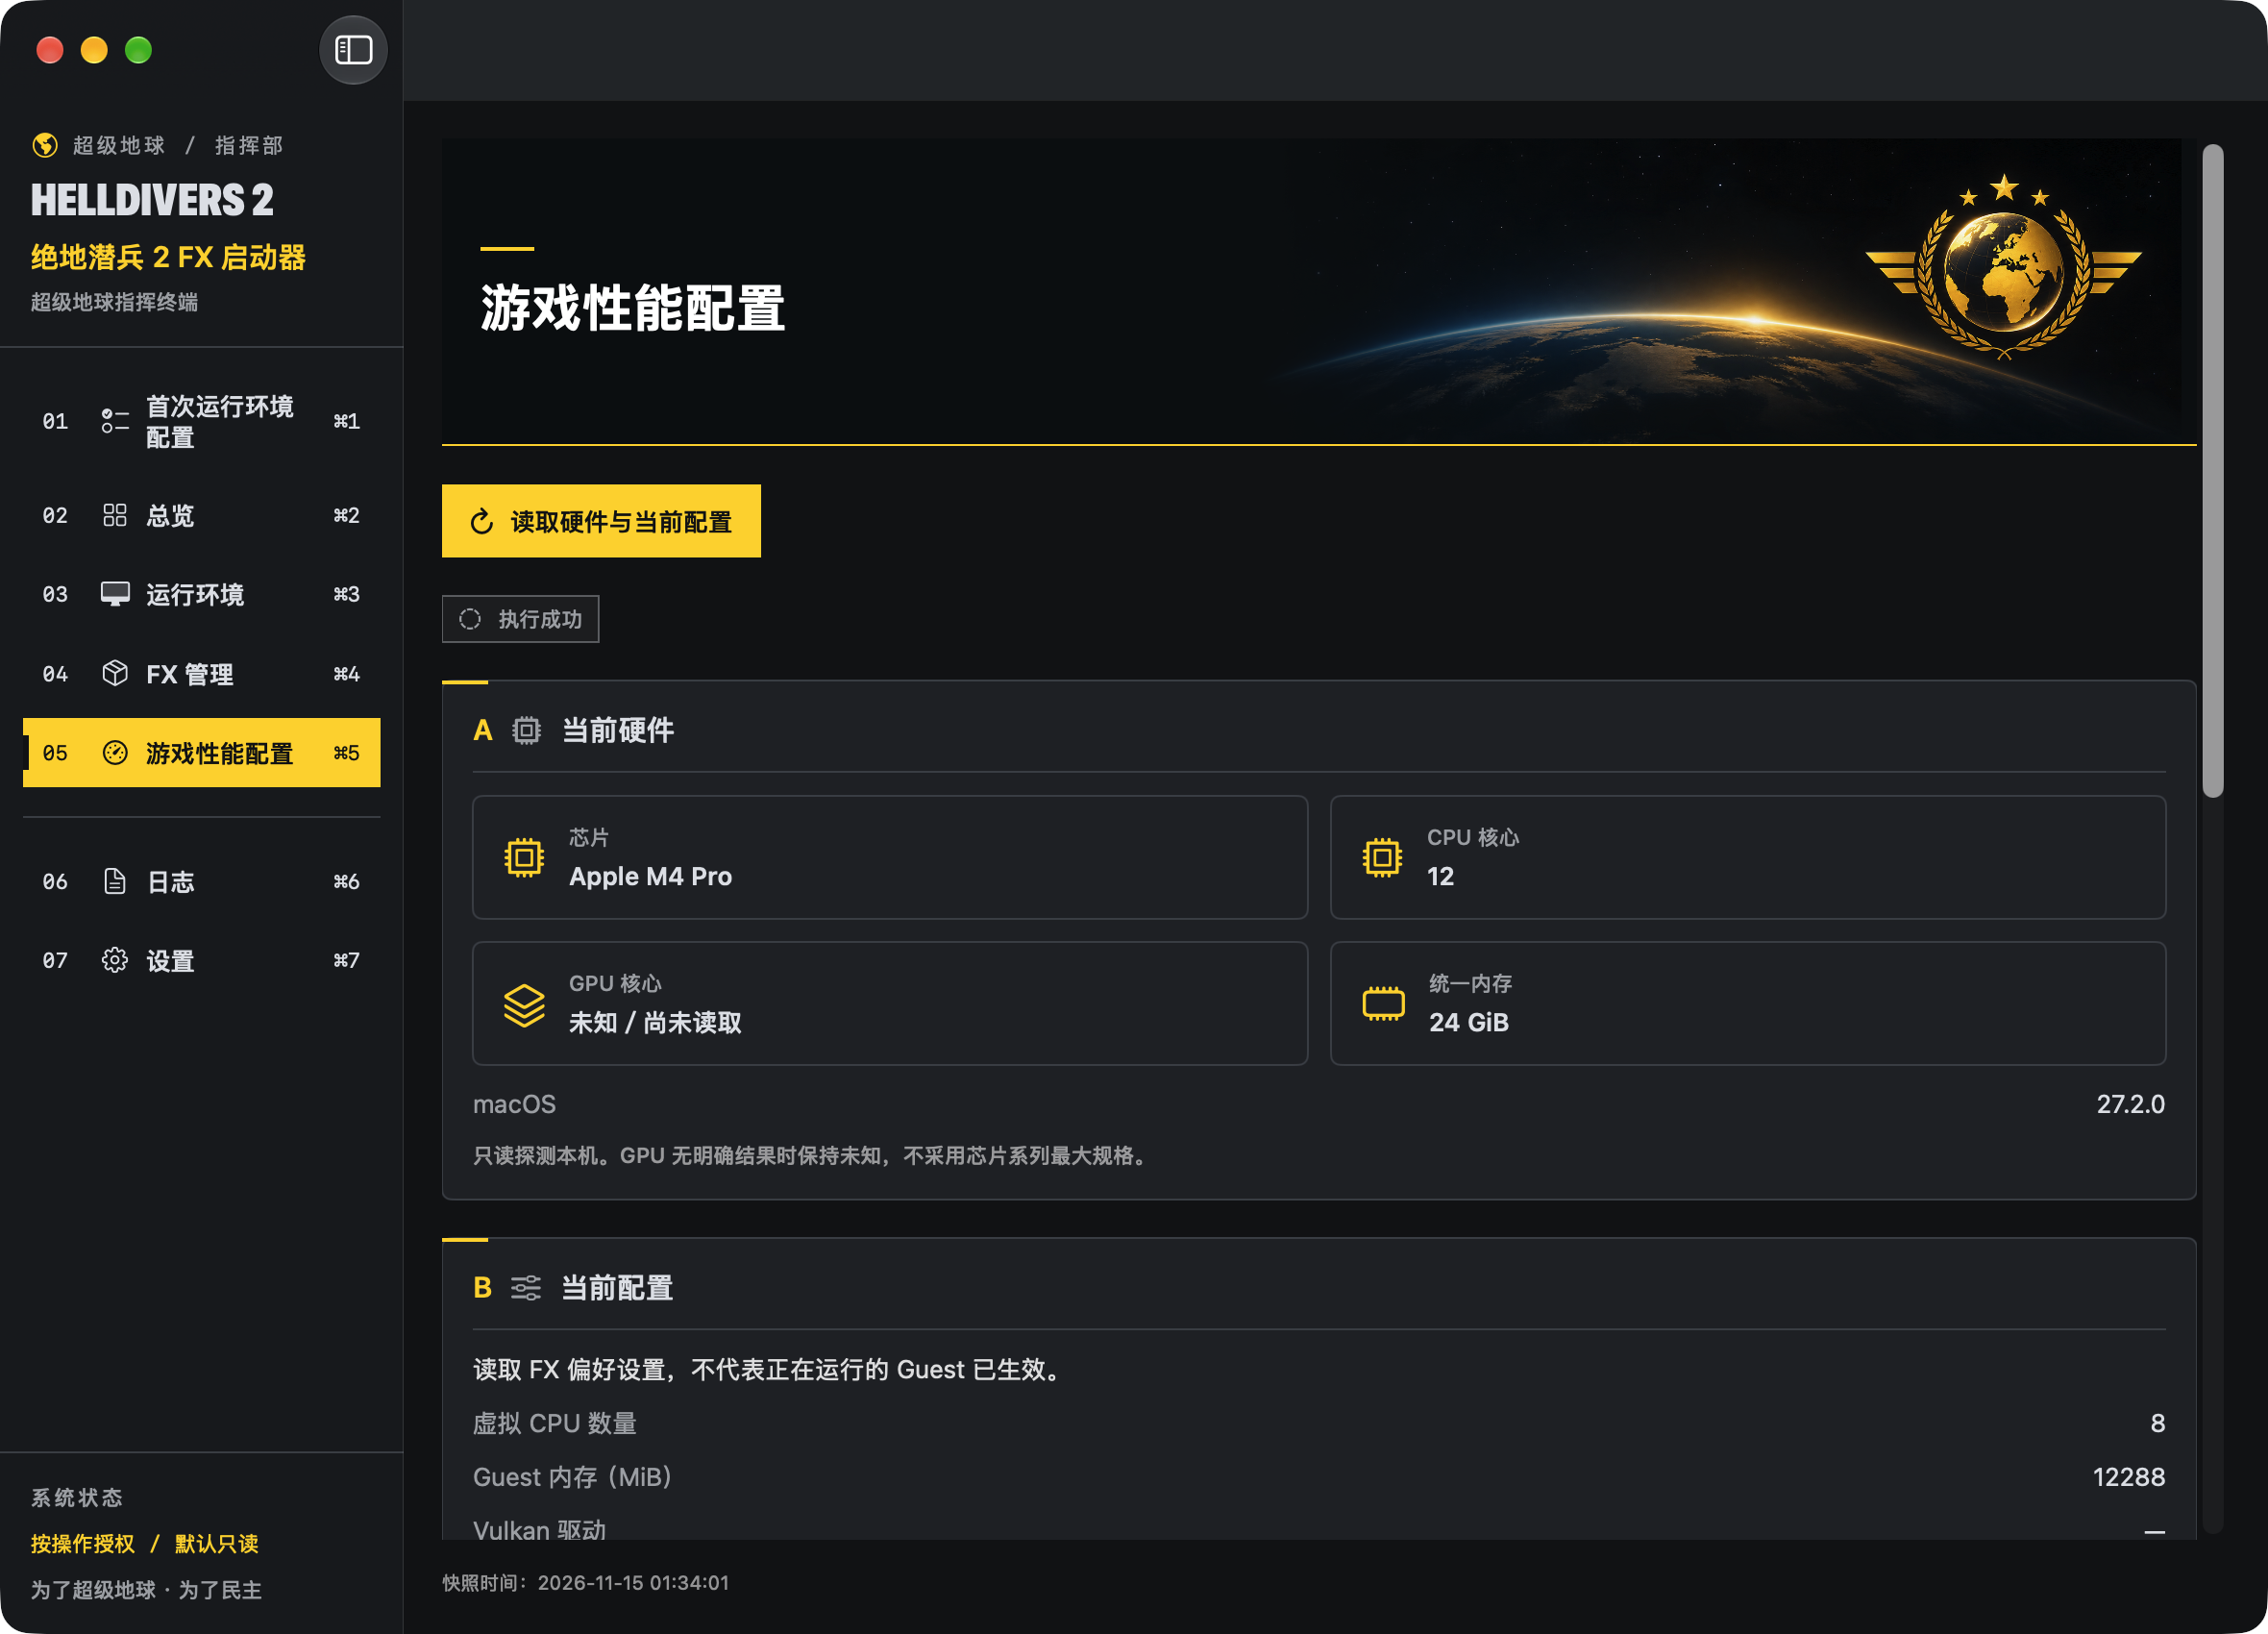 超级地球 / 指挥部
HELLDIVERS 2
绝地潜兵 2 FX 启动器
超级地球指挥终端
01 首次运行环境配置 ⌘1
02 总览 ⌘2
03 运行环境 ⌘3
04 FX 管理 ⌘4
05 游戏性能配置 ⌘5
06 日志 ⌘6
07 设置 ⌘7
系统状态
按操作授权 / 默认只读
为了超级地球 · 为了民主
游戏性能配置
读取硬件与当前配置
执行成功
A 当前硬件
芯片
Apple M4 Pro
CPU 核心
12
GPU 核心
未知 / 尚未读取
统一内存
24 GiB
macOS 27.2.0
只读探测本机。GPU 无明确结果时保持未知，不采用芯片系列最大规格。
B 当前配置
读取 FX 偏好设置，不代表正在运行的 Guest 已生效。
虚拟 CPU 数量 8
Guest 内存（MiB） 12288
Vulkan 驱动 —
快照时间：2026-11-15 01:34:01